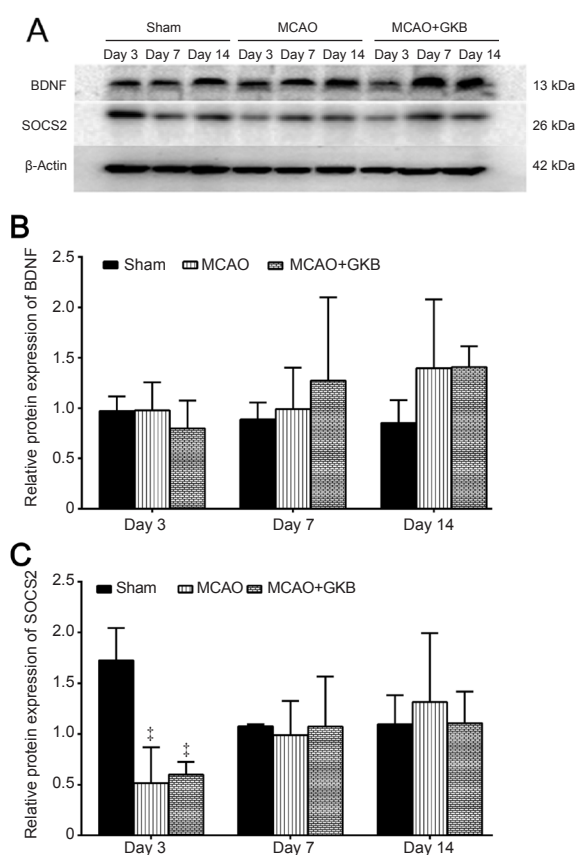 A
Sham MCAO MCAO+GKB
Day 3 Day 7 Day 14 Day 3 Day 7 Day 14 Day 3 Day 7 Day 14
BDNF 13 kDa
SOCS2 26 kDa
β-Actin 42 kDa
B
Relative protein expression of BDNF
Sham MCAO MCAO+GKB
2.5
2.0
1.5
1.0
0.5
0
Day 3 Day 7 Day 14
C
Relative protein expression of SOCS2
Sham MCAO MCAO+GKB
2.5
2.0
1.5
1.0
0.5
0
‡ ‡
Day 3 Day 7 Day 14